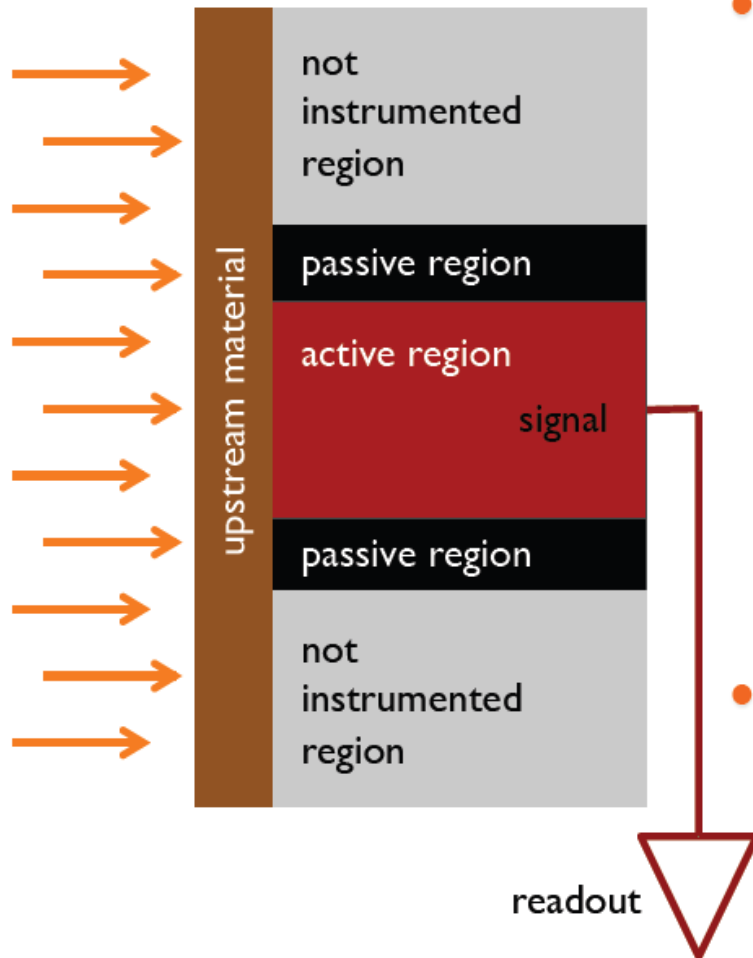 not
instrumented
region
passive region
active region
signal
upstream material
passive region
not
instrumented
region
readout